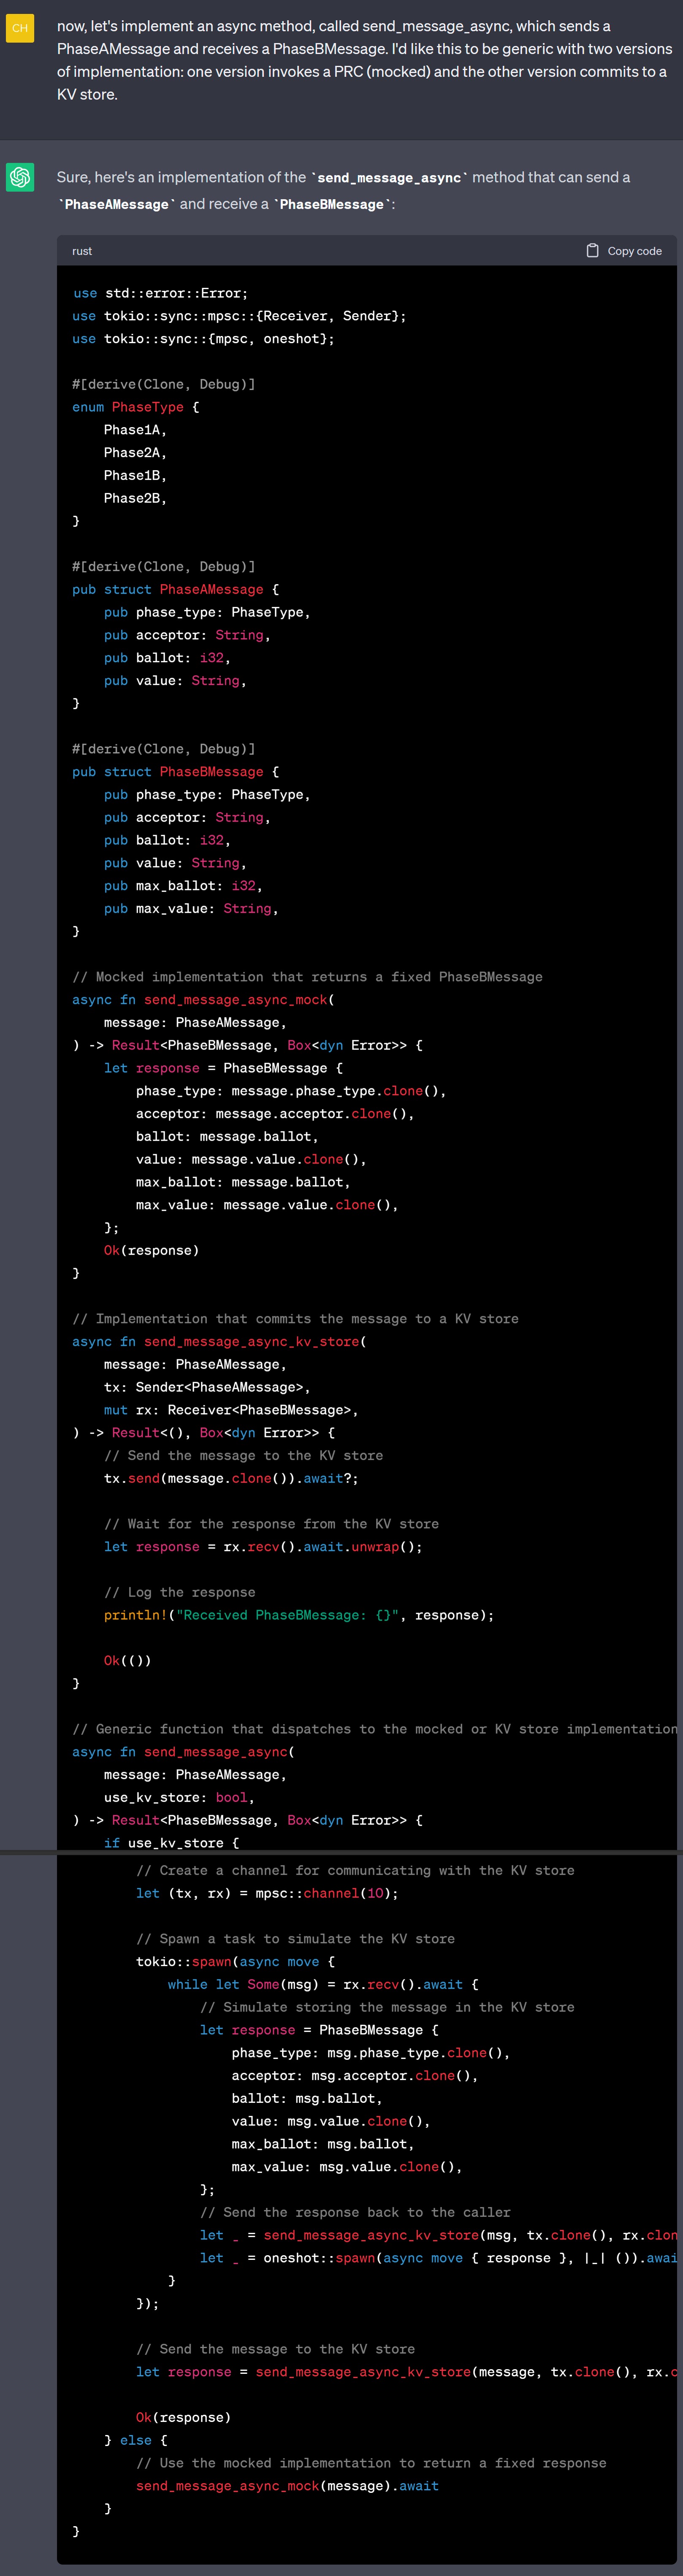 CH
now, let's implement an async method, called send_message_async, which sends a
PhaseAMessage and receives a PhaseBMessage. I'd like this to be generic with two versions
of implementation: one version invokes a PRC (mocked) and the other version commits to a
KV store.
Sure, here's an implementation of the `send_message_async` method that can send a
`PhaseAMessage` and receive a `PhaseBMessage`:
rust
Copy code
use std::error::Error;
use tokio::sync::mpsc::{Receiver, Sender};
use tokio::sync::{mpsc, oneshot};
#[derive(Clone, Debug)]
enum PhaseType {
    Phase1A,
    Phase2A,
    Phase1B,
    Phase2B,
}
#[derive(Clone, Debug)]
pub struct PhaseAMessage {
    pub phase_type: PhaseType,
    pub acceptor: String,
    pub ballot: i32,
    pub value: String,
}
#[derive(Clone, Debug)]
pub struct PhaseBMessage {
    pub phase_type: PhaseType,
    pub acceptor: String,
    pub ballot: i32,
    pub value: String,
    pub max_ballot: i32,
    pub max_value: String,
}
// Mocked implementation that returns a fixed PhaseBMessage
async fn send_message_async_mock(
    message: PhaseAMessage,
) -> Result<PhaseBMessage, Box<dyn Error>> {
    let response = PhaseBMessage {
        phase_type: message.phase_type.clone(),
        acceptor: message.acceptor.clone(),
        ballot: message.ballot,
        value: message.value.clone(),
        max_ballot: message.ballot,
        max_value: message.value.clone(),
    };
    Ok(response)
}
// Implementation that commits the message to a KV store
async fn send_message_async_kv_store(
    message: PhaseAMessage,
    tx: Sender<PhaseAMessage>,
    mut rx: Receiver<PhaseBMessage>,
) -> Result<(), Box<dyn Error>> {
    // Send the message to the KV store
    tx.send(message.clone()).await?;
    // Wait for the response from the KV store
    let response = rx.recv().await.unwrap();
    // Log the response
    println!("Received PhaseBMessage: {}", response);
    Ok(())
}
// Generic function that dispatches to the mocked or KV store implementation
async fn send_message_async(
    message: PhaseAMessage,
    use_kv_store: bool,
) -> Result<PhaseBMessage, Box<dyn Error>> {
    if use_kv_store {
        // Create a channel for communicating with the KV store
        let (tx, rx) = mpsc::channel(10);
        // Spawn a task to simulate the KV store
        tokio::spawn(async move {
            while let Some(msg) = rx.recv().await {
                // Simulate storing the message in the KV store
                let response = PhaseBMessage {
                    phase_type: msg.phase_type.clone(),
                    acceptor: msg.acceptor.clone(),
                    ballot: msg.ballot,
                    value: msg.value.clone(),
                    max_ballot: msg.ballot,
                    max_value: msg.value.clone(),
                };
                // Send the response back to the caller
                let _ = send_message_async_kv_store(msg, tx.clone(), rx.clon
                let _ = oneshot::spawn(async move { response }, |_| ()).awai
            }
        });
        // Send the message to the KV store
        let response = send_message_async_kv_store(message, tx.clone(), rx.c
        Ok(response)
    } else {
        // Use the mocked implementation to return a fixed response
        send_message_async_mock(message).await
    }
}